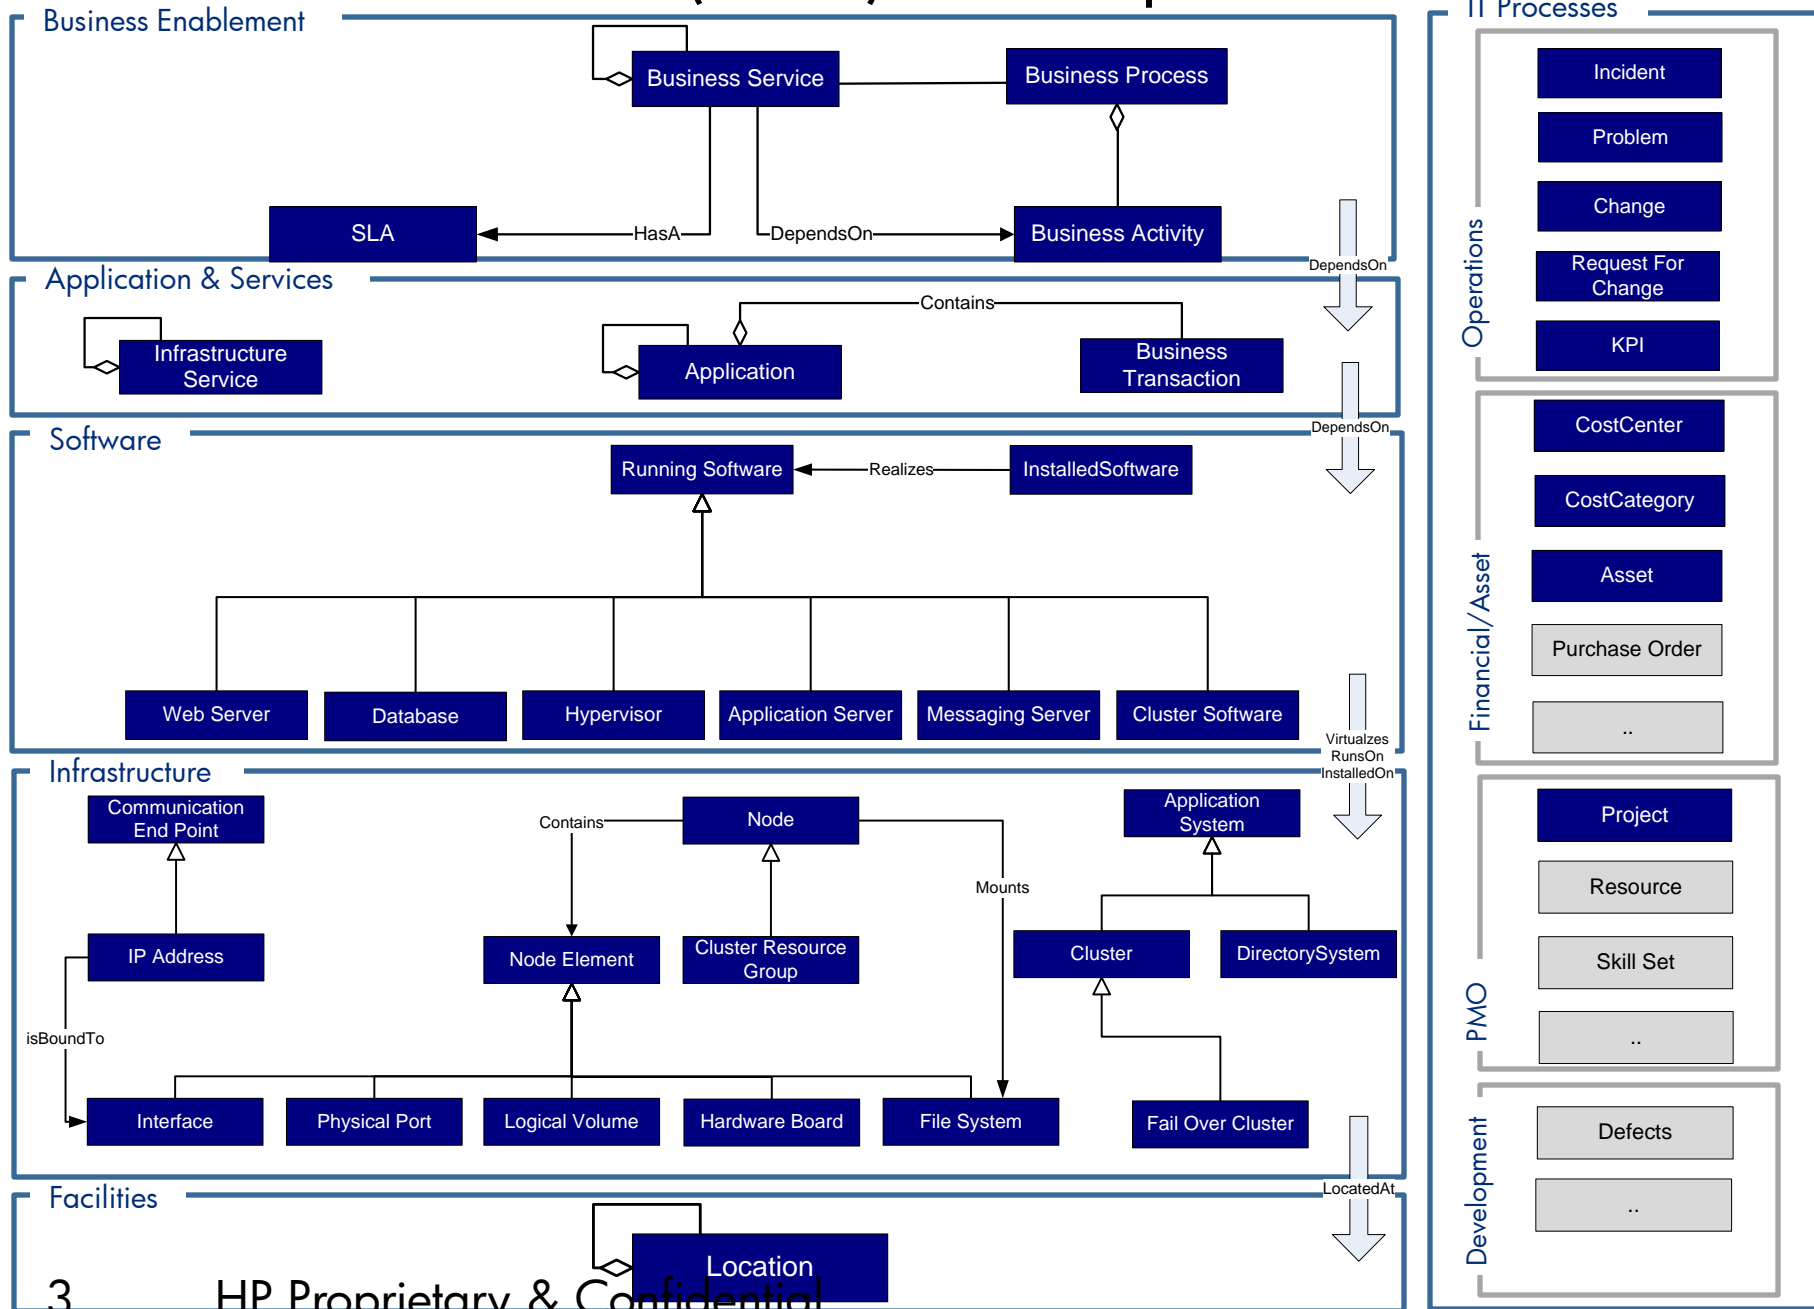 Business Enablement
Business Service
Business Process
SLA
HasA
DependsOn
Business Activity
DependsOn
Application & Services
Contains
Infrastructure
Service
Application
Business
Transaction
DependsOn
Software
Running Software
Realizes
InstalledSoftware
Web Server
Database
Hypervisor
Application Server
Messaging Server
Cluster Software
Virtualzes
RunsOn
InstalledOn
Infrastructure
Communication
End Point
Contains
Node
Application
System
Mounts
IP Address
Node Element
Cluster Resource
Group
Cluster
DirectorySystem
isBoundTo
Interface
Physical Port
Logical Volume
Hardware Board
File System
Fail Over Cluster
LocatedAt
Facilities
Location
3 HP Proprietary & Confidential
IT Processes
Operations
Incident
Problem
Change
Request For
Change
KPI
Financial/Asset
CostCenter
CostCategory
Asset
Purchase Order
..
PMO
Project
Resource
Skill Set
..
Development
Defects
..